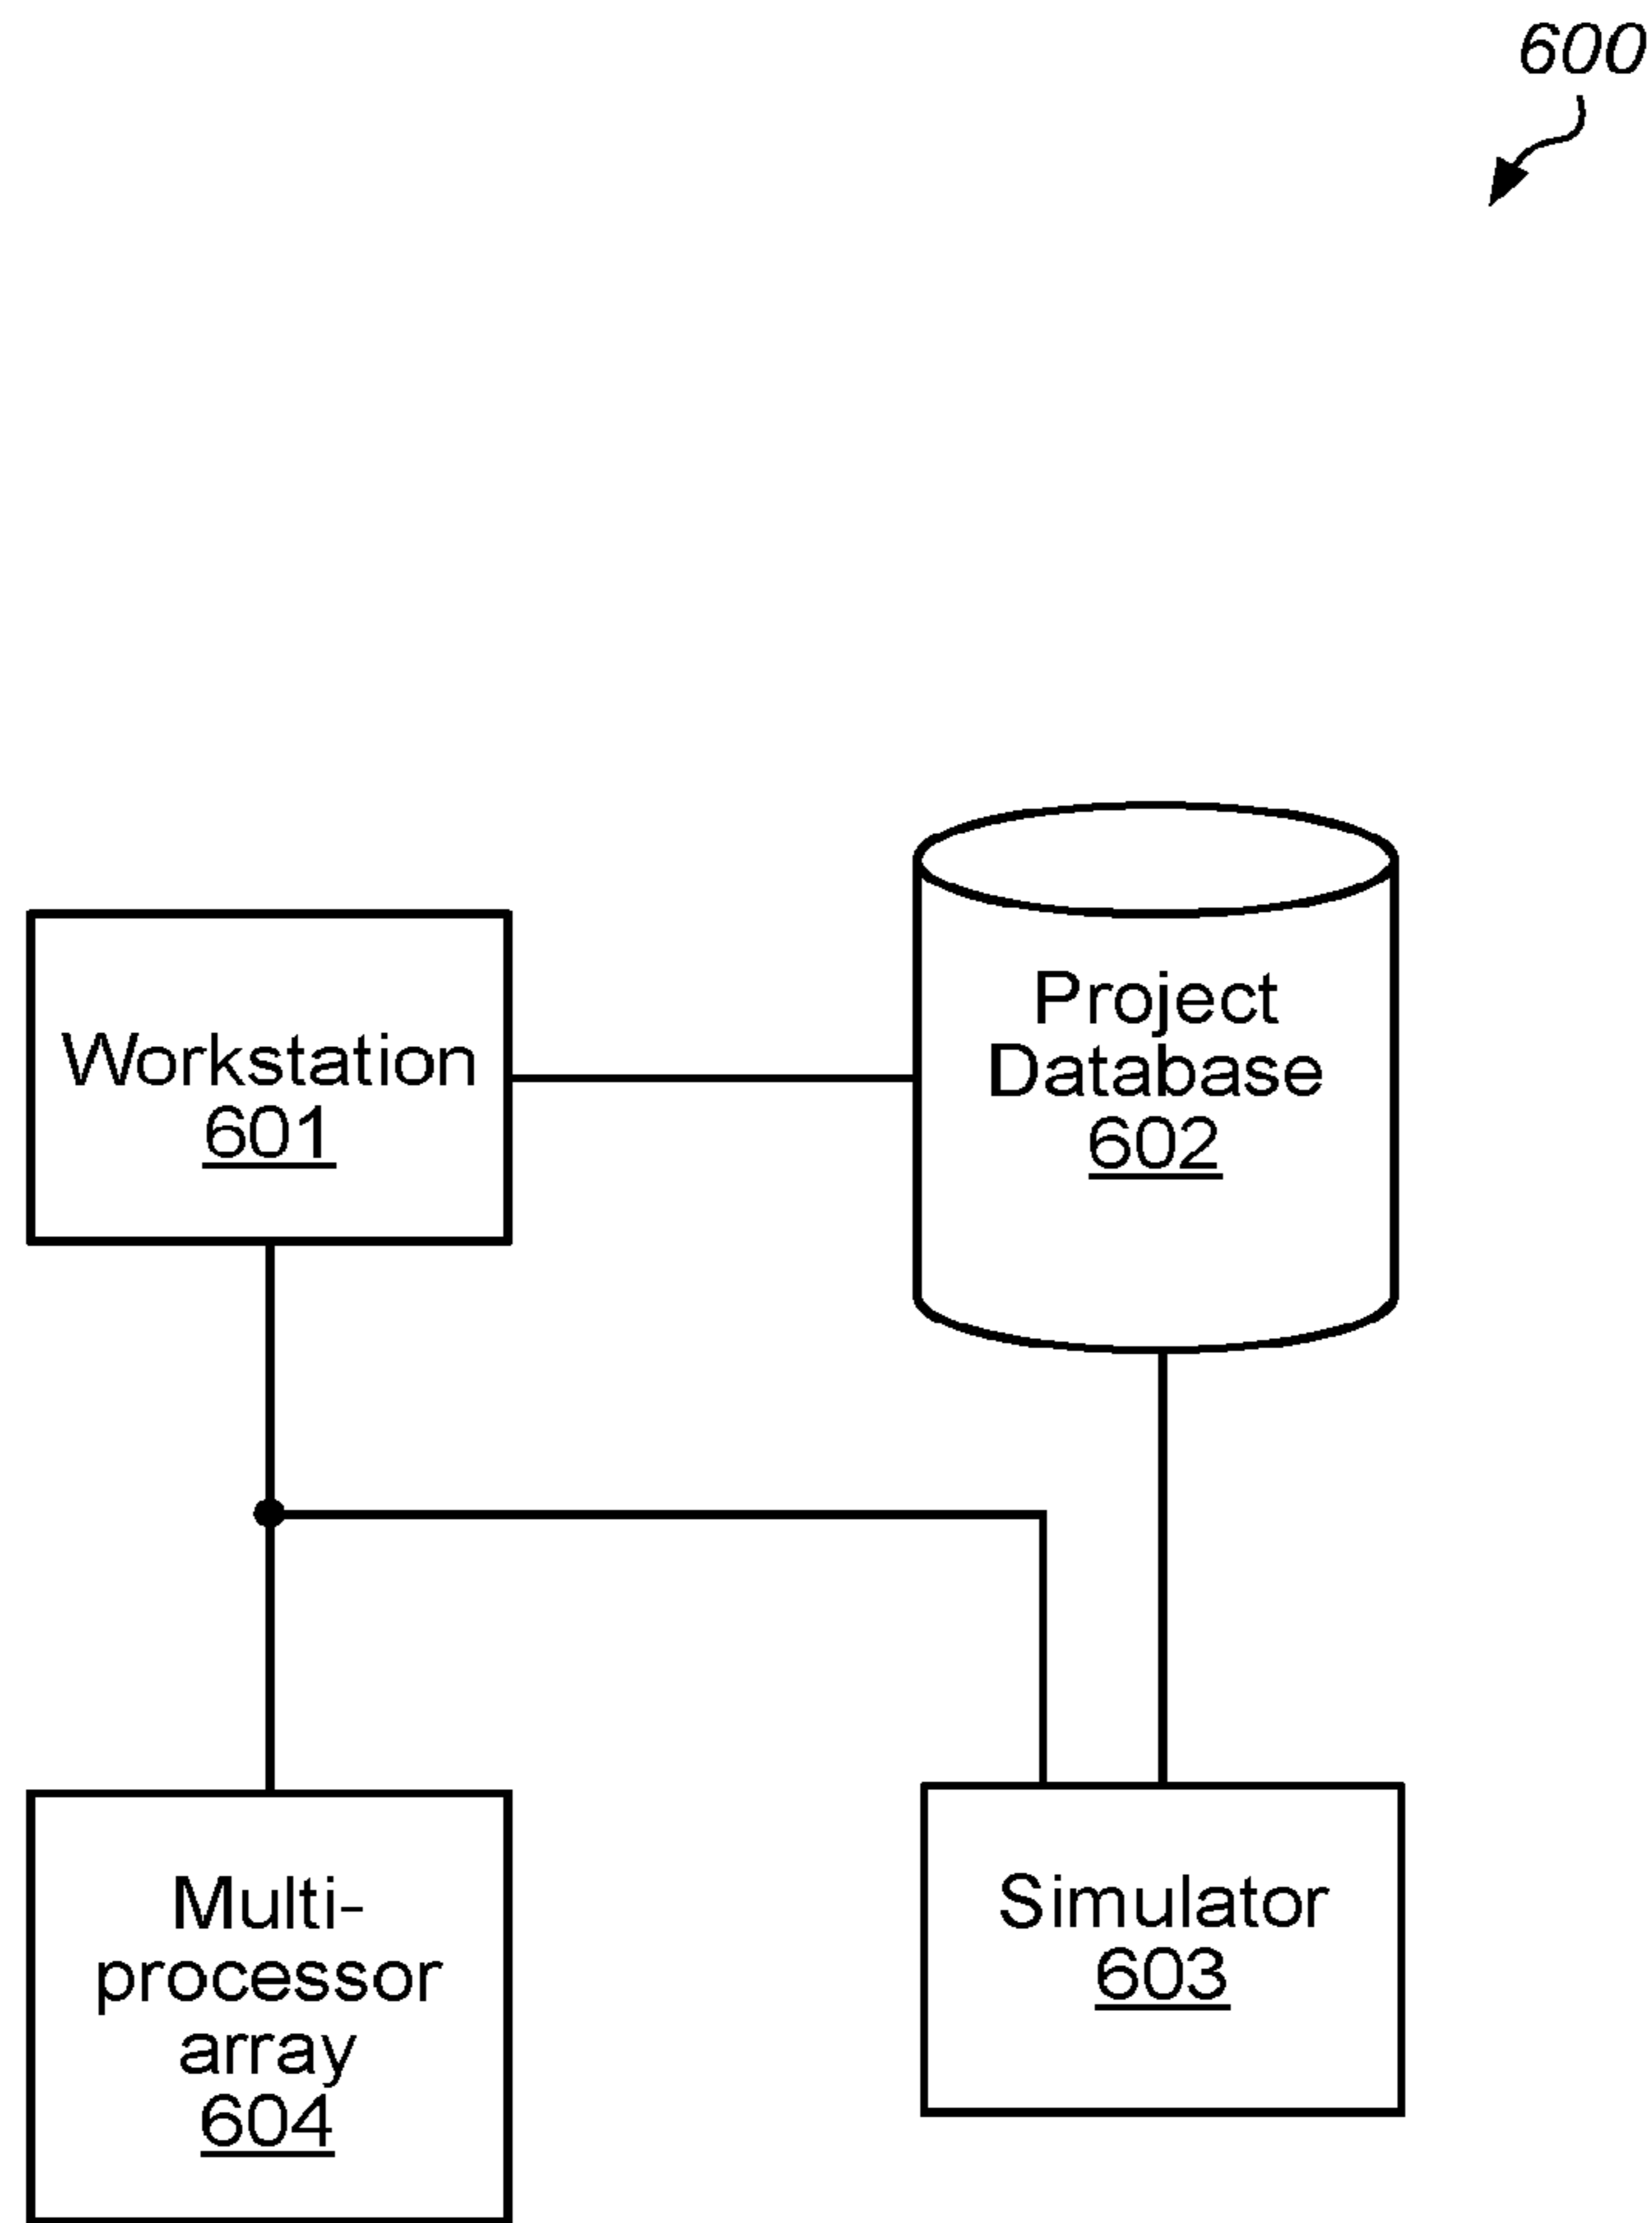 600
Workstation
601
Project
Database
602
Multi-
processor
array
604
Simulator
603